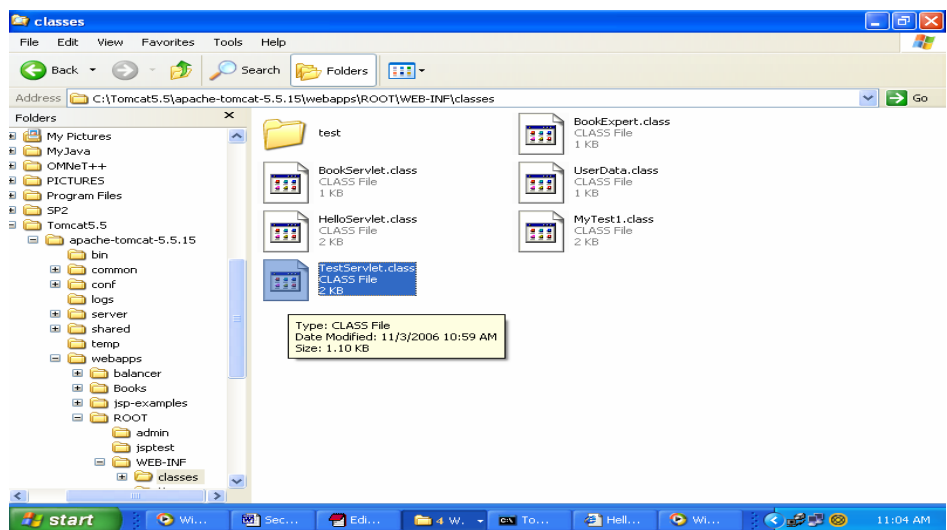 classes
File Edit View Favorites Tools Help
Back Search Folders
Address C:\Tomcat5.5\apache-tomcat-5.5.15\webapps\ROOT\WEB-INF\classes Go
Folders
My Pictures
MyJava
OMNeT++
PICTURES
Program Files
SP2
Tomcat5.5
apache-tomcat-5.5.15
bin
common
conf
logs
server
shared
temp
webapps
balancer
Books
jsp-examples
ROOT
admin
jsptest
WEB-INF
classes
test
BookExpert.class
CLASS File
1 KB
BookServlet.class
CLASS File
1 KB
UserData.class
CLASS File
1 KB
HelloServlet.class
CLASS File
2 KB
MyTest1.class
CLASS File
2 KB
TestServlet.class
CLASS File
2 KB
Type: CLASS File
Date Modified: 11/3/2006 10:59 AM
Size: 1.10 KB
start Wi... Sec... Edi... 4 W. To... Hell... Wi... 11:04 AM